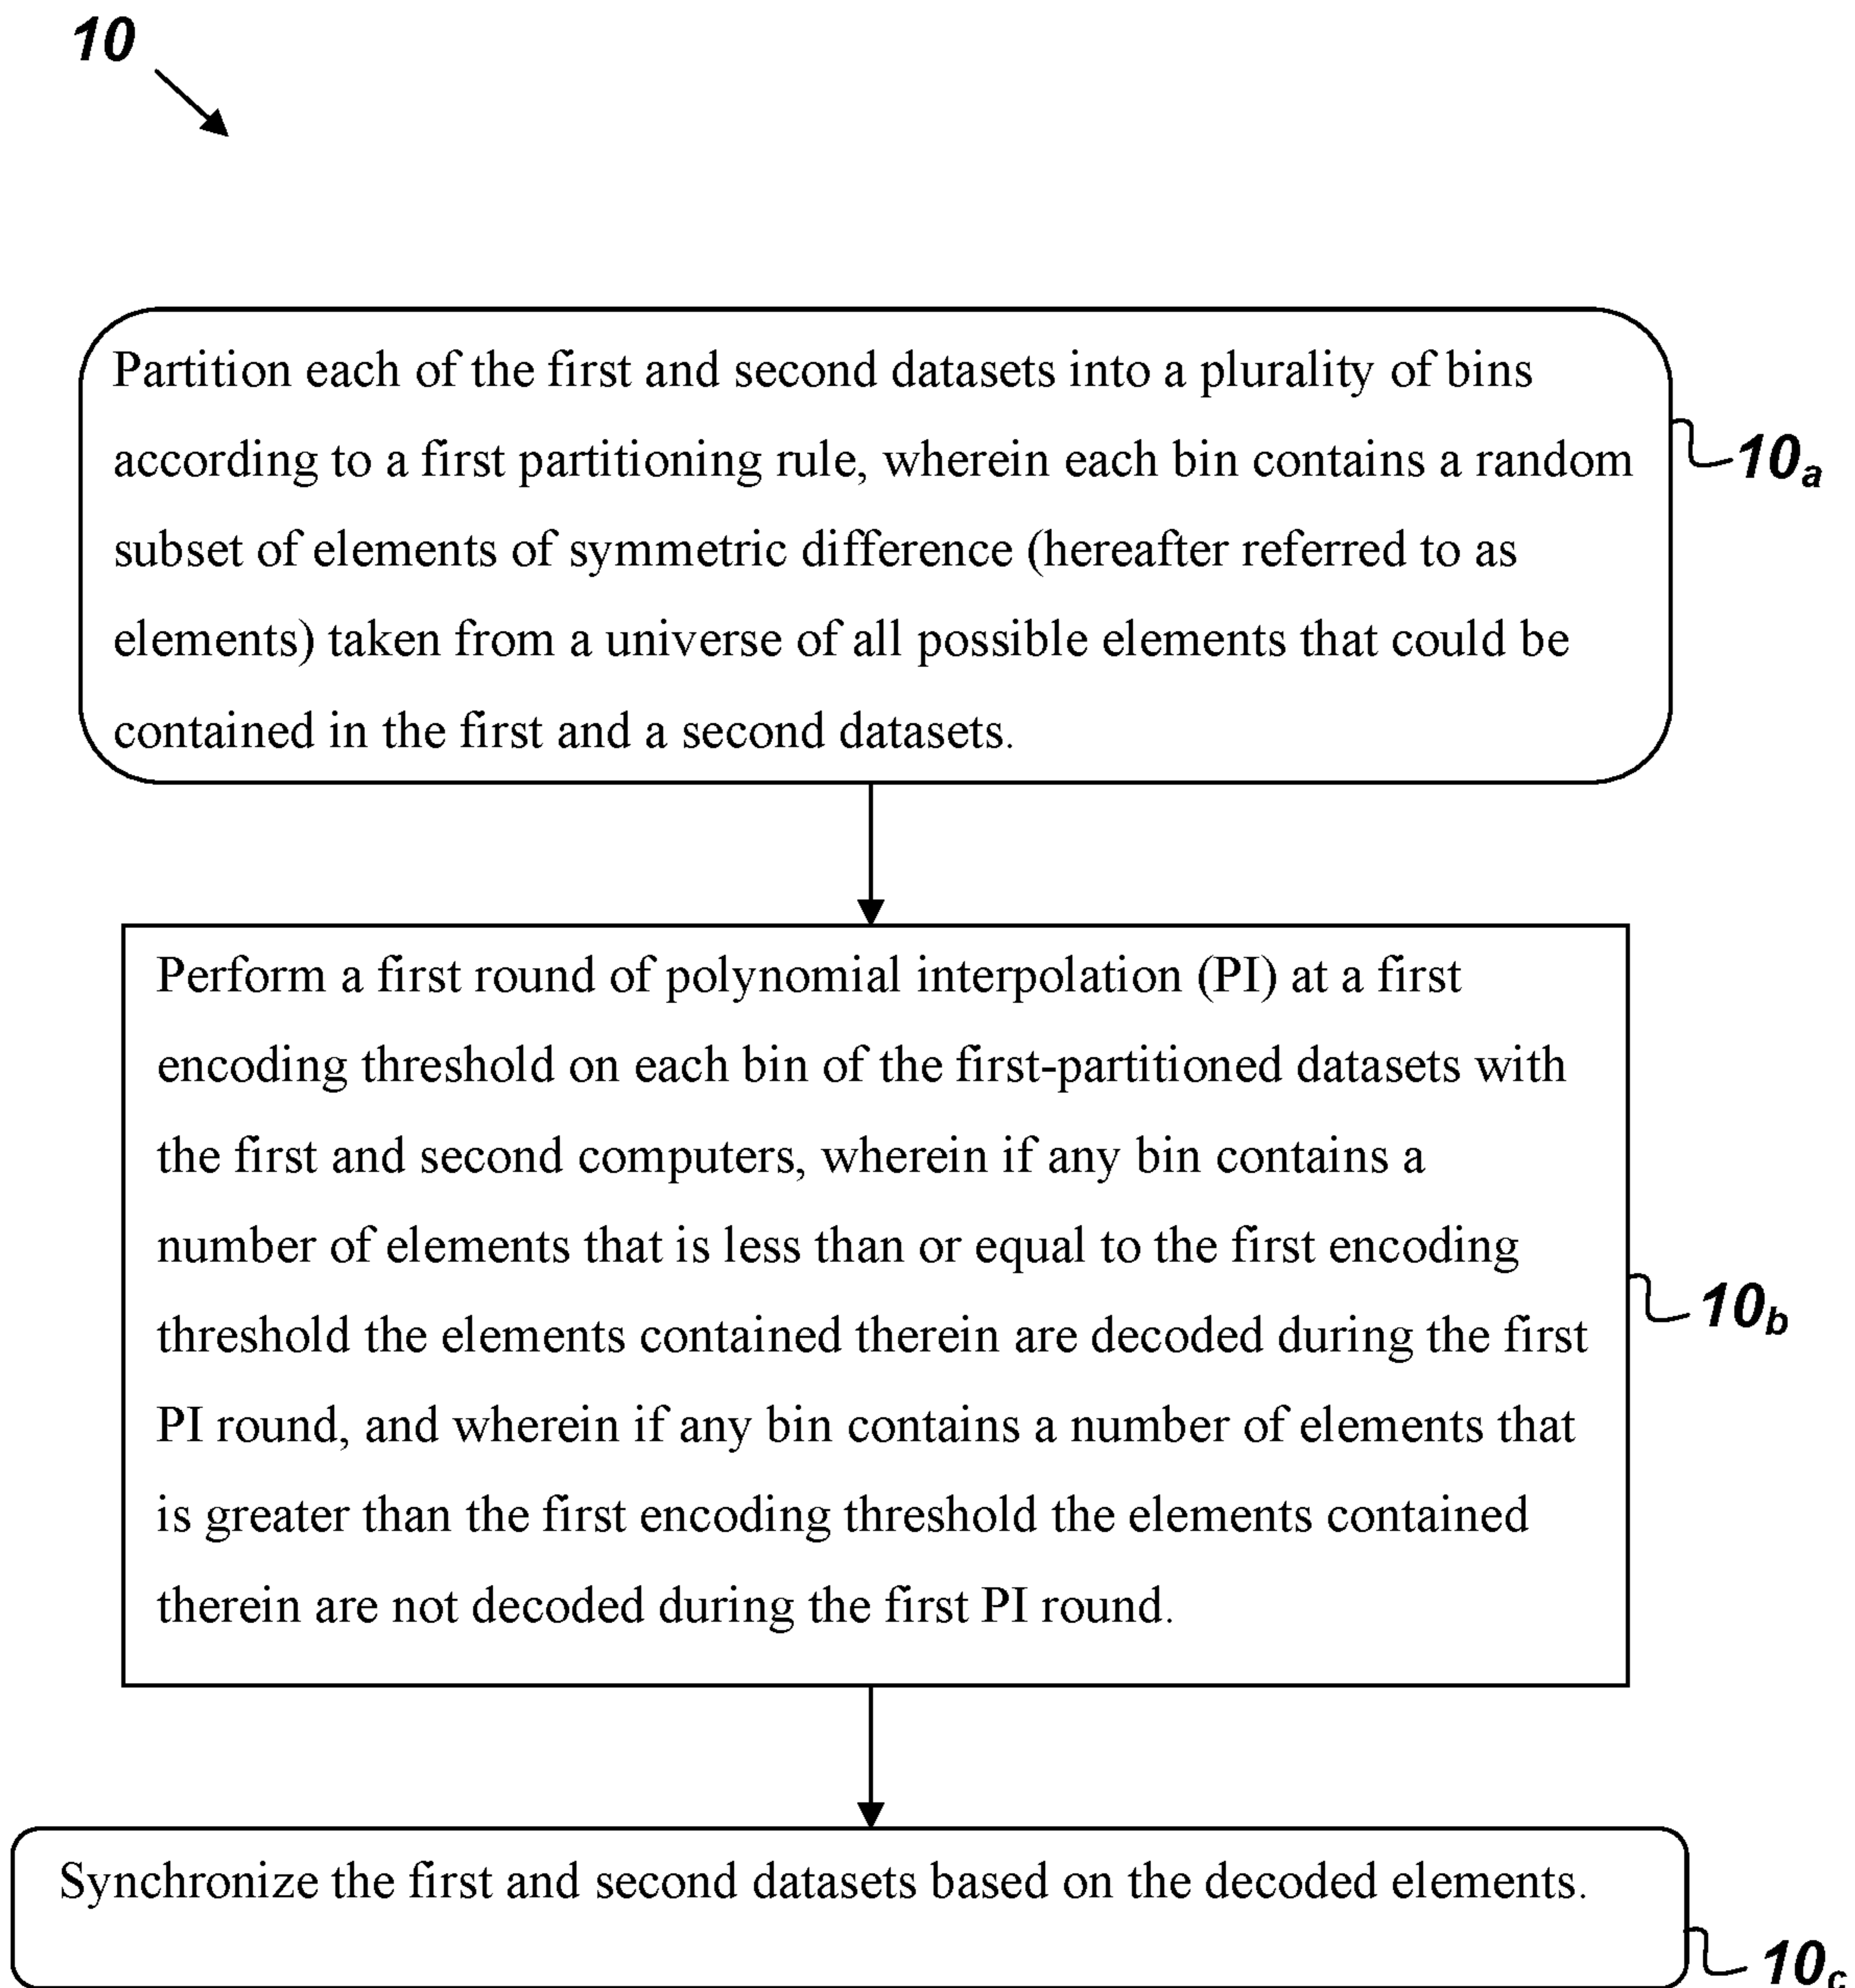 10
Partition each of the first and second datasets into a plurality of bins
according to a first partitioning rule, wherein each bin contains a random
subset of elements of symmetric difference (hereafter referred to as
elements) taken from a universe of all possible elements that could be
contained in the first and a second datasets.
10a
Perform a first round of polynomial interpolation (PI) at a first
encoding threshold on each bin of the first-partitioned datasets with
the first and second computers, wherein if any bin contains a
number of elements that is less than or equal to the first encoding
threshold the elements contained therein are decoded during the first
PI round, and wherein if any bin contains a number of elements that
is greater than the first encoding threshold the elements contained
therein are not decoded during the first PI round.
10b
Synchronize the first and second datasets based on the decoded elements.
10c